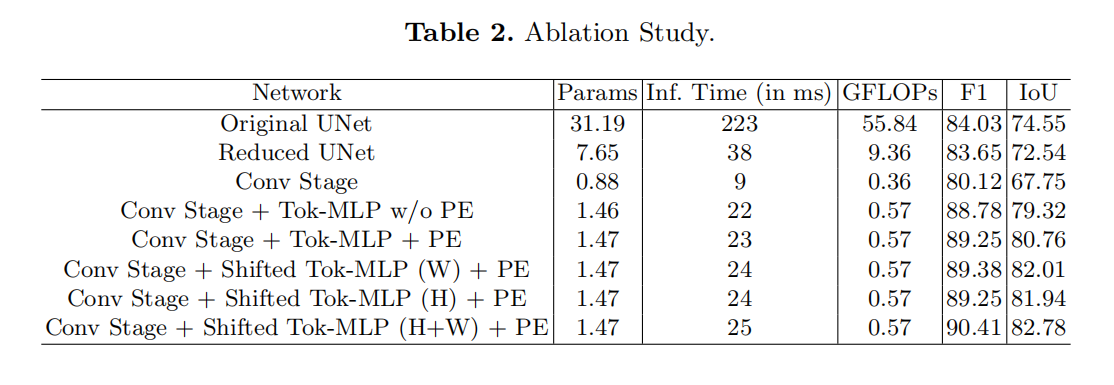 Table 2. Ablation Study.
Network Params Inf. Time (in ms) GFLOPs F1 IoU
Original UNet 31.19 223 55.84 84.03 74.55
Reduced UNet 7.65 38 9.36 83.65 72.54
Conv Stage 0.88 9 0.36 80.12 67.75
Conv Stage + Tok-MLP w/o PE 1.46 22 0.57 88.78 79.32
Conv Stage + Tok-MLP + PE 1.47 23 0.57 89.25 80.76
Conv Stage + Shifted Tok-MLP (W) + PE 1.47 24 0.57 89.38 82.01
Conv Stage + Shifted Tok-MLP (H) + PE 1.47 24 0.57 89.25 81.94
Conv Stage + Shifted Tok-MLP (H+W) + PE 1.47 25 0.57 90.41 82.78